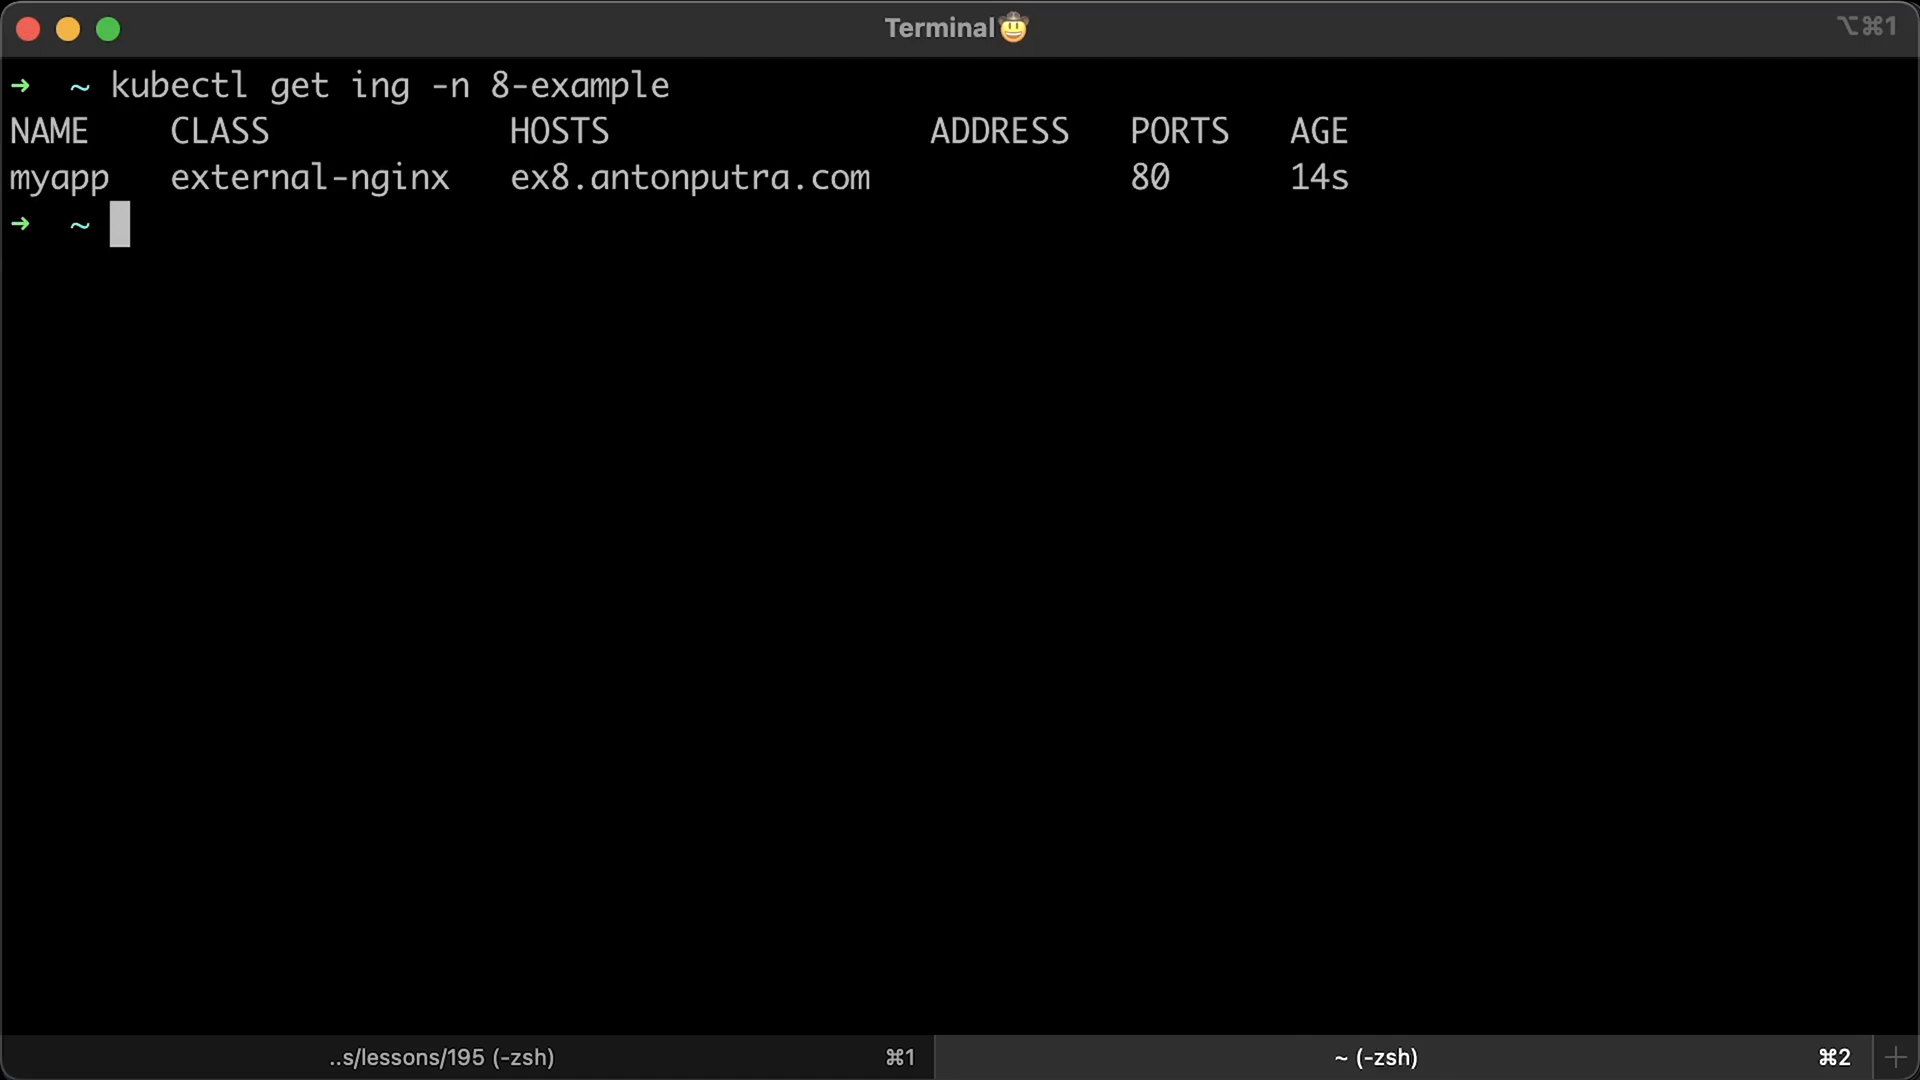 Terminal🤠
⌥⌘1
➜ ~ kubectl get ing -n 8-example
NAME CLASS HOSTS ADDRESS PORTS AGE
myapp external-nginx ex8.antonputra.com 80 14s
➜ ~
..s/lessons/195 (-zsh) ⌘1
~ (-zsh) ⌘2 +